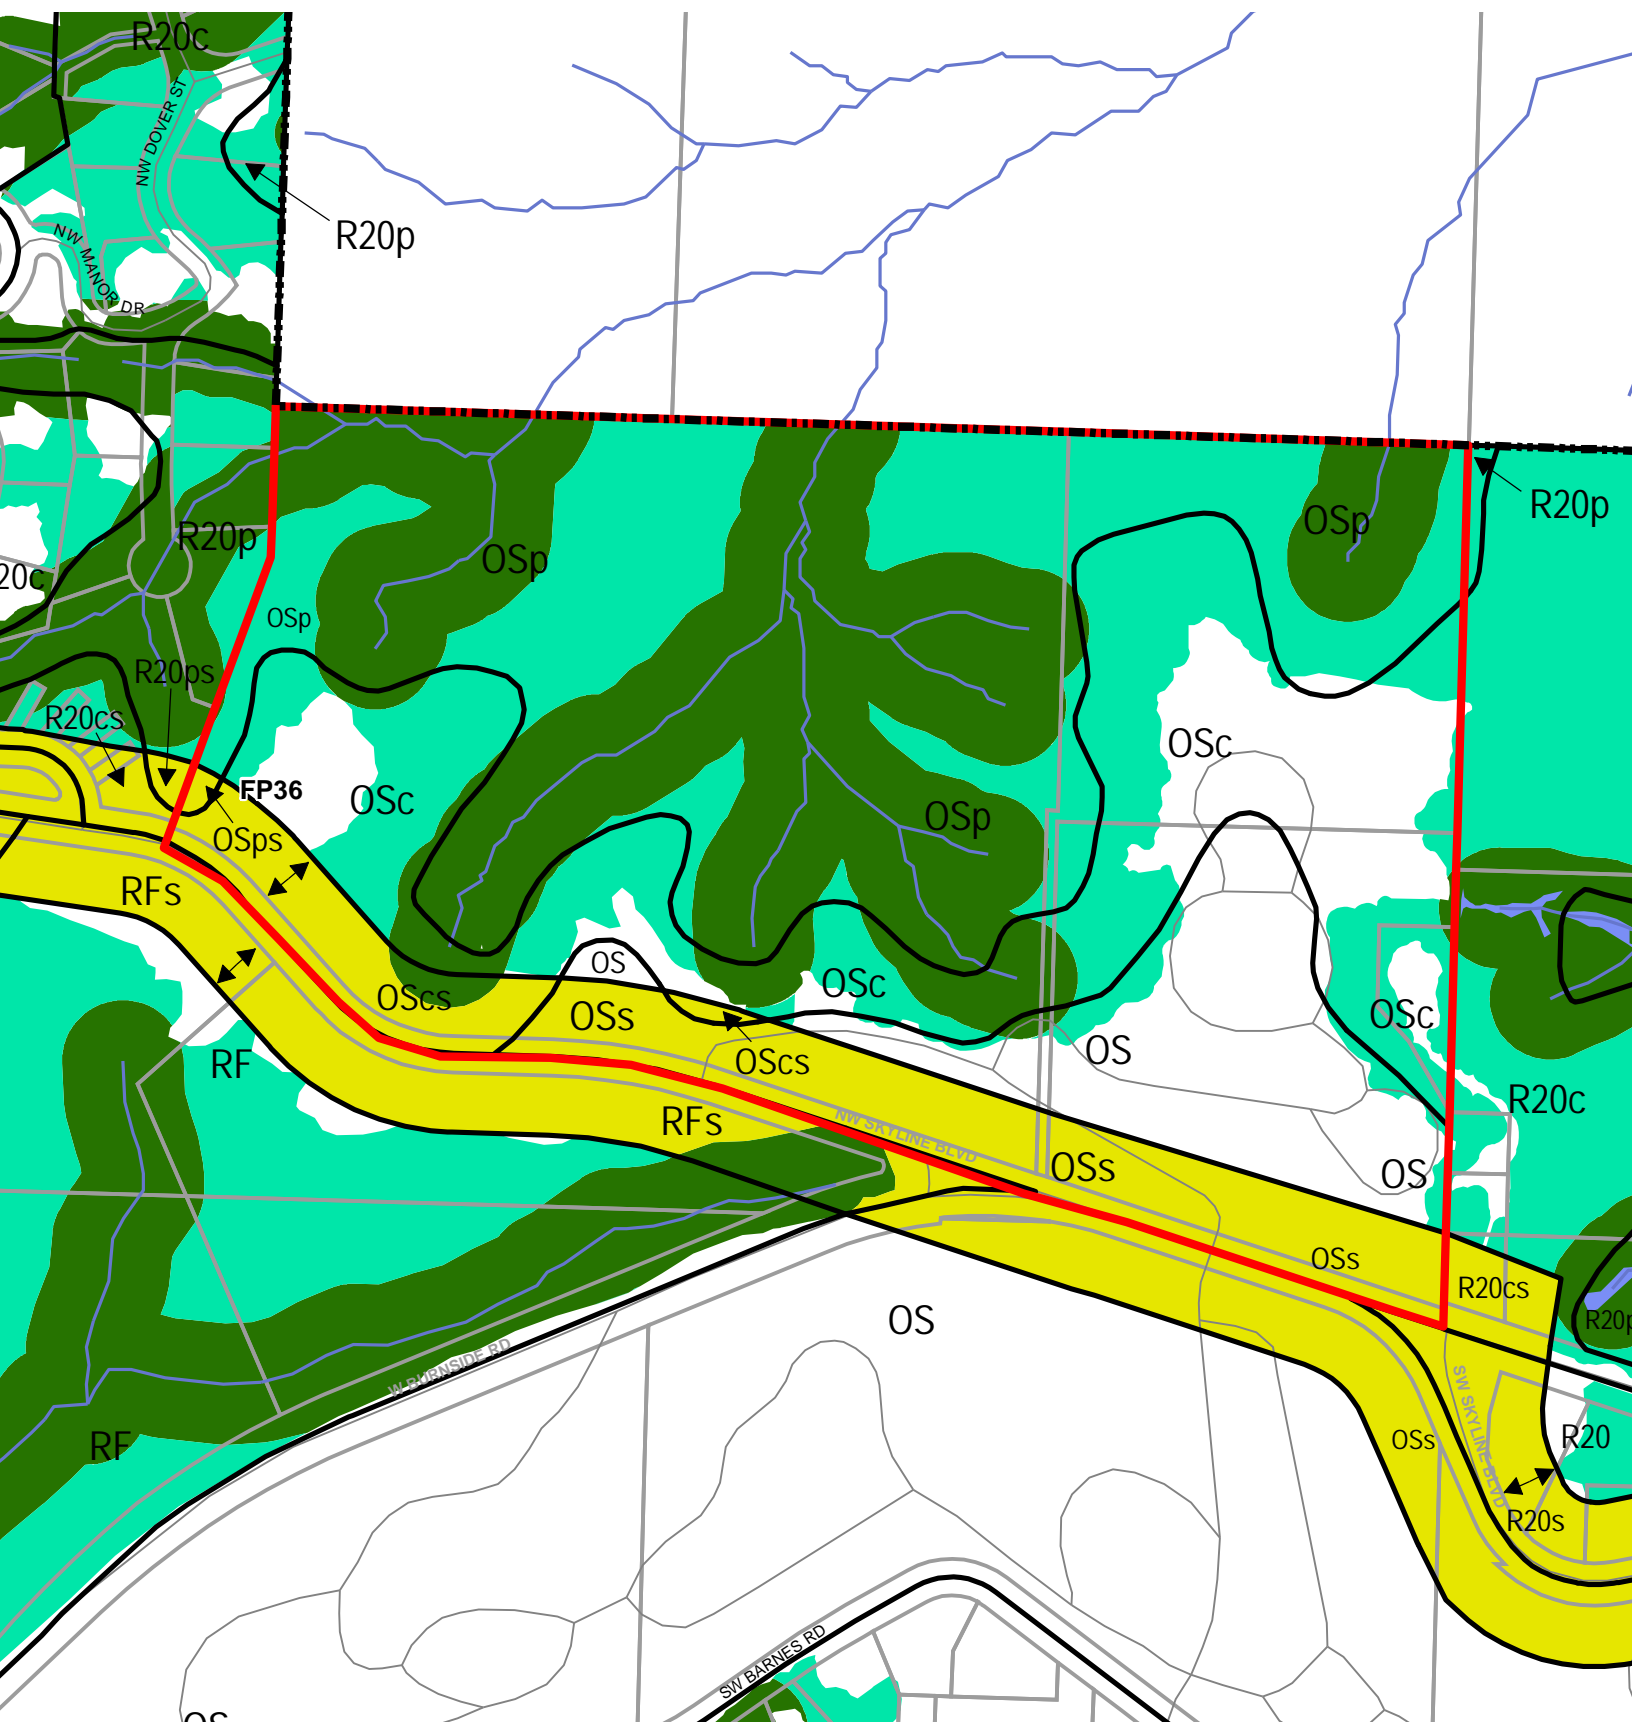 R20c
NW DOVER ST
R20p
NW MANOR DR
OSp
R20p
R20p
OSp
20c
OSp
R20ps
R20cs
OSc
FP36
OSc
OSp
OSps
RFs
OS
OSc
OScs
OSs
OSc
OS
OScs
RF
R20c
RFs
NW SKYLINE BLVD
OSs
OS
OSs
R20cs
OS
R20p
W BURNSIDE RD
SW SKYLINE BLVD
RF
OSs
R20
R20s
SW BARNES RD
OS